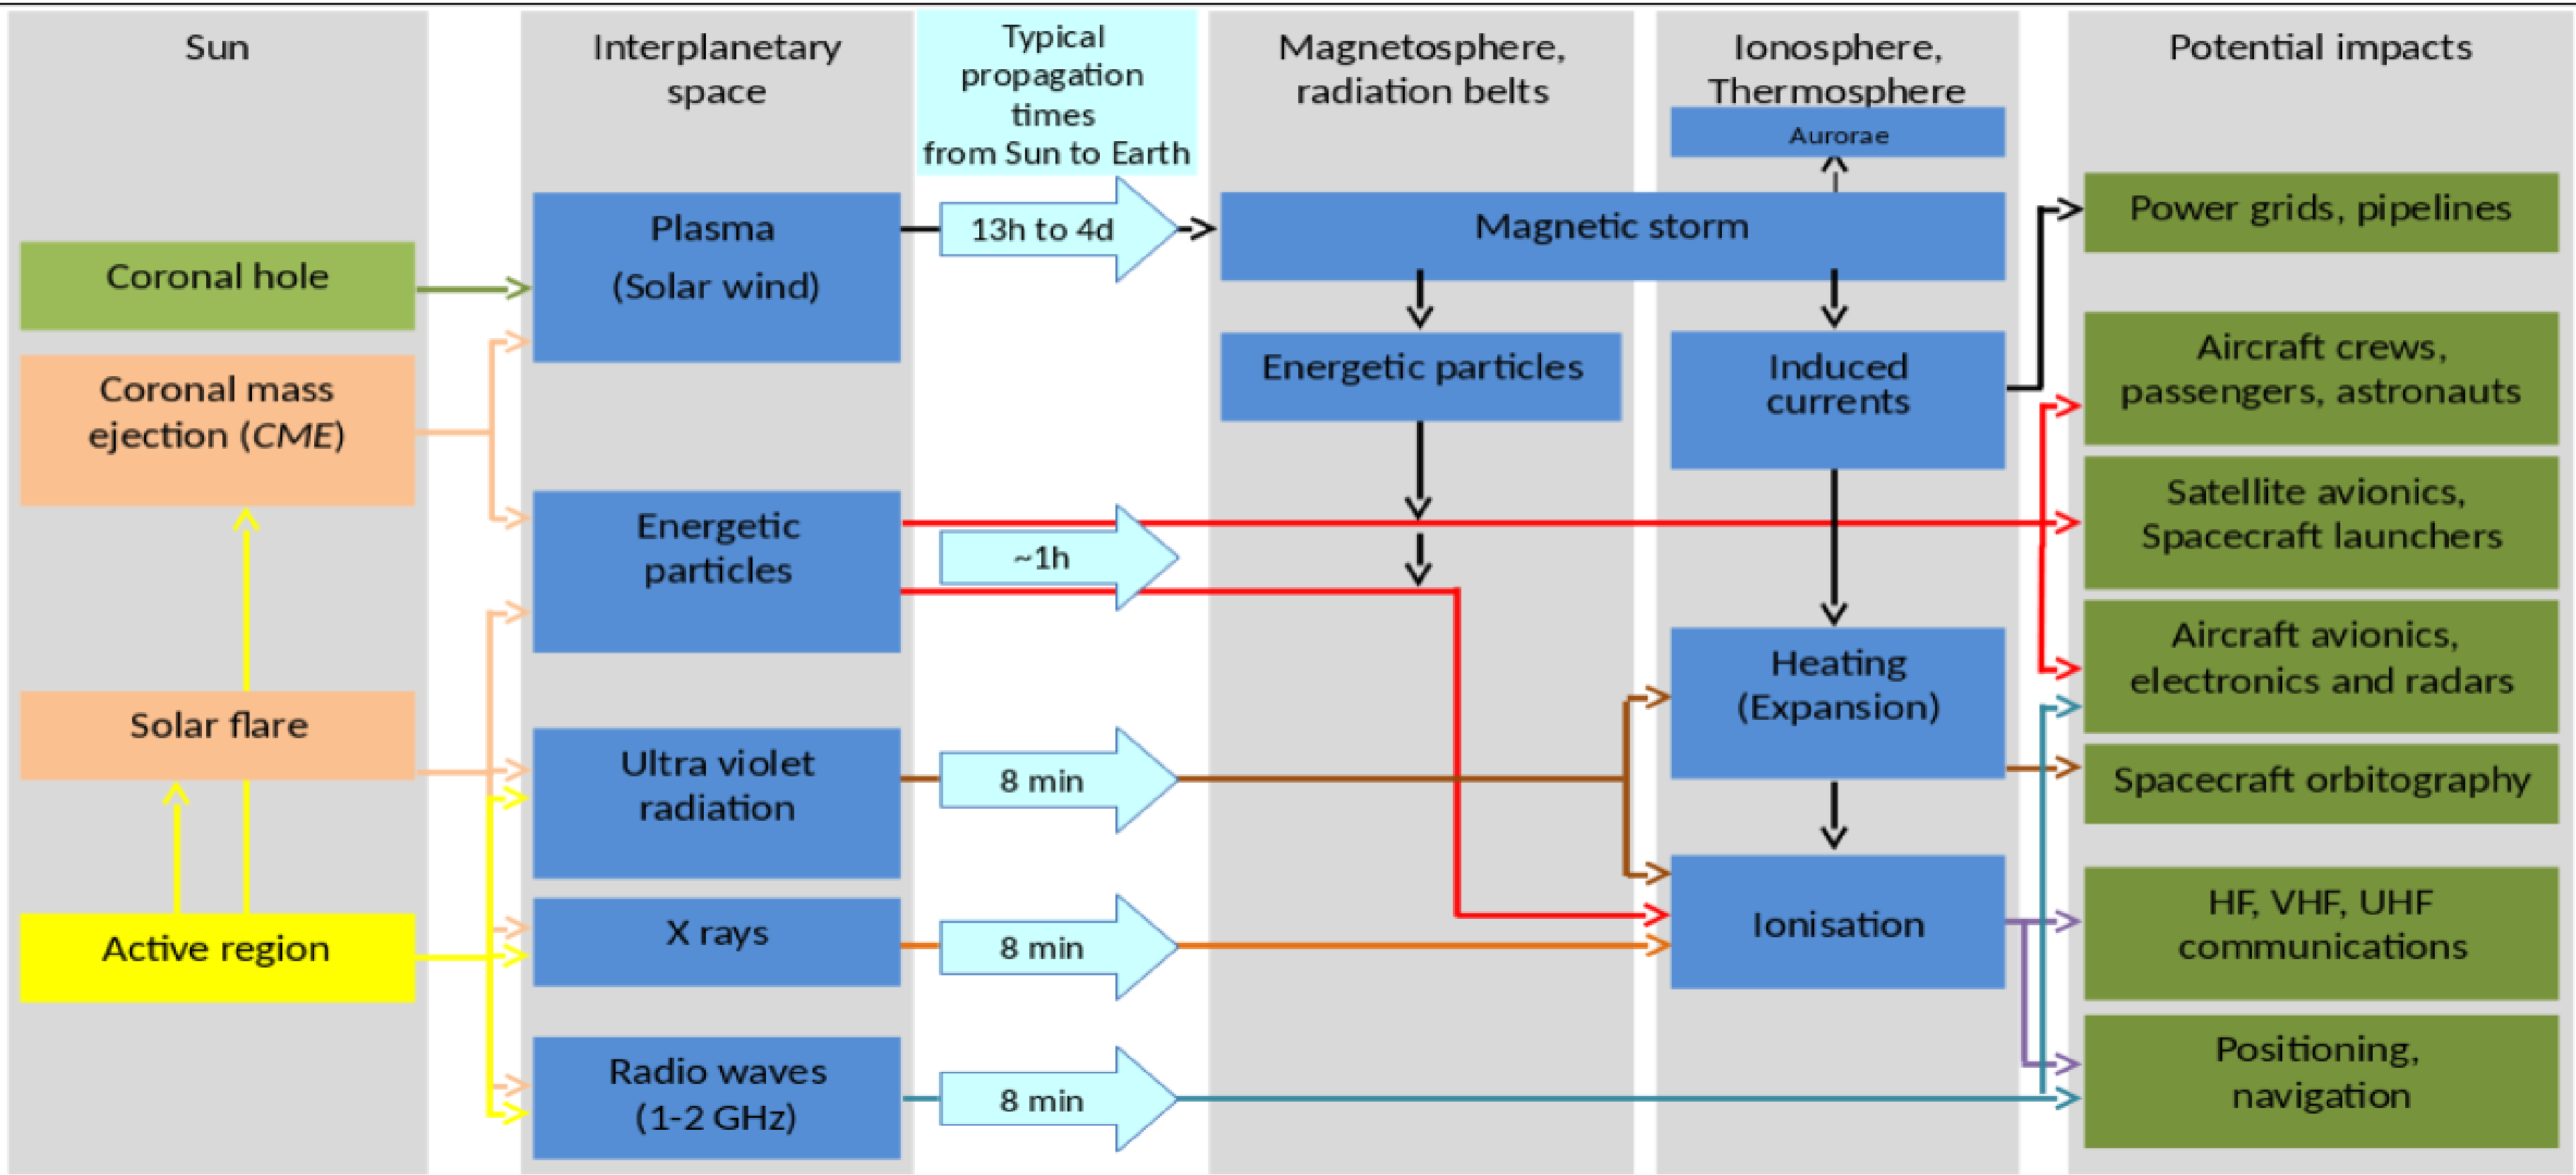 Sun
Coronal hole
Coronal mass
ejection (CME)
Solar flare
Active region
Interplanetary
space
Plasma
(Solar wind)
Energetic
particles
Ultra violet
radiation
X rays
Radio waves
(1-2 GHz)
Typical
propagation
times
from Sun to Earth
13h to 4d
~1h
8 min
8 min
8 min
Magnetosphere,
radiation belts
Magnetic storm
Energetic particles
Ionosphere,
Thermosphere
Aurorae
Induced
currents
Heating
(Expansion)
Ionisation
Potential impacts
Power grids, pipelines
Aircraft crews,
passengers, astronauts
Satellite avionics,
Spacecraft launchers
Aircraft avionics,
electronics and radars
Spacecraft orbitography
HF, VHF, UHF
communications
Positioning,
navigation